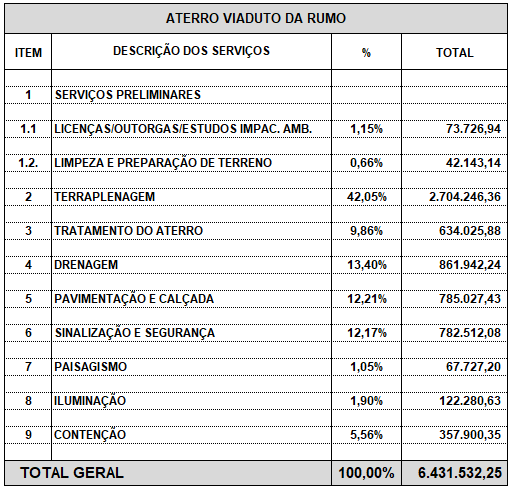 ATERRO VIADUTO DA RUMO
ITEM DESCRIÇÃO DOS SERVIÇOS % TOTAL
1 SERVIÇOS PRELIMINARES
1.1 LICENÇAS/OUTORGAS/ESTUDOS IMPAC. AMB. 1,15% 73.726,94
1.2. LIMPEZA E PREPARAÇÃO DE TERRENO 0,66% 42.143,14
2 TERRAPLENAGEM 42,05% 2.704.246,36
3 TRATAMENTO DO ATERRO 9,86% 634.025,88
4 DRENAGEM 13,40% 861.942,24
5 PAVIMENTAÇÃO E CALÇADA 12,21% 785.027,43
6 SINALIZAÇÃO E SEGURANÇA 12,17% 782.512,08
7 PAISAGISMO 1,05% 67.727,20
8 ILUMINAÇÃO 1,90% 122.280,63
9 CONTENÇÃO 5,56% 357.900,35
TOTAL GERAL 100,00% 6.431.532,25